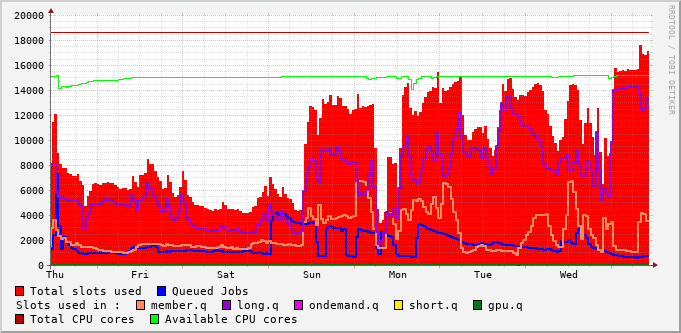 20000
18000
16000
14000
12000
10000
8000
6000
4000
2000
0
Thu Fri Sat Sun Mon Tue Wed
RRDTOOL / TOBI OETIKER
Total slots used Queued Jobs
Slots used in : member.q long.q ondemand.q short.q gpu.q
Total CPU cores Available CPU cores